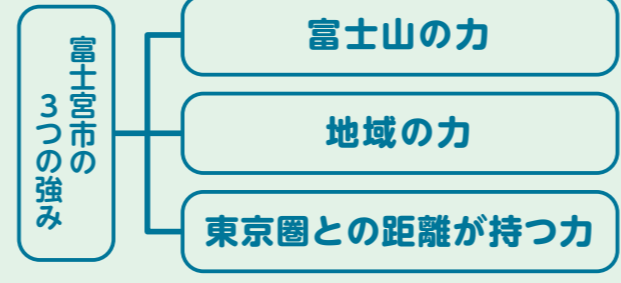 富士宮市の
３つの強み
富士山の力
地域の力
東京圏との距離が持つ力